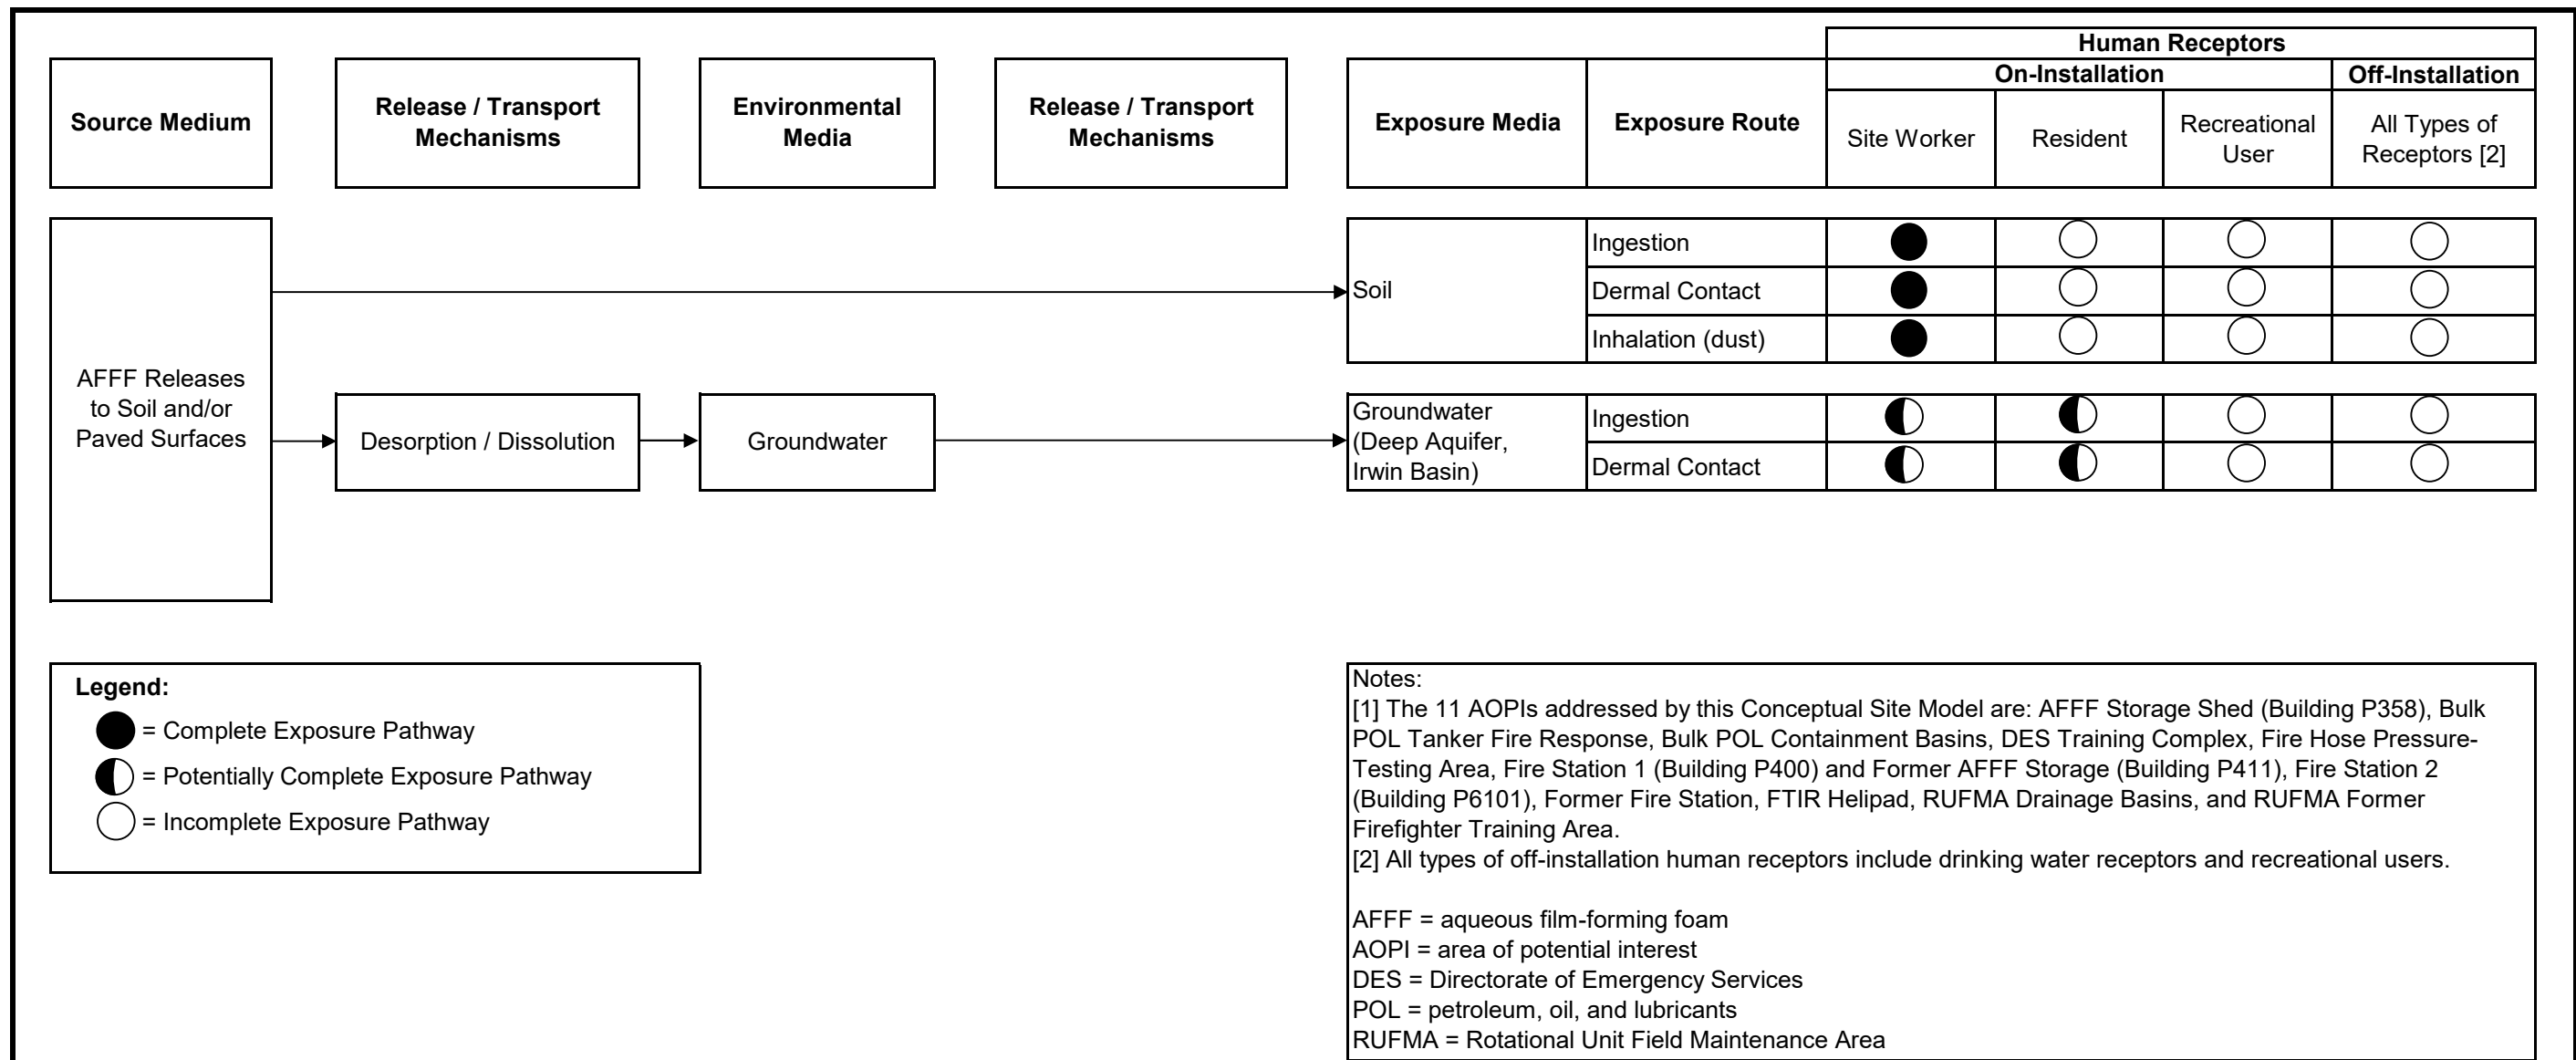 Human Receptors
On-Installation
Off-Installation
Source Medium
Release / Transport
Mechanisms
Environmental
Media
Release / Transport
Mechanisms
Exposure Media
Exposure Route
Site Worker
Resident
Recreational
User
All Types of
Receptors [2]
AFFF Releases
to Soil and/or
Paved Surfaces
Soil
Ingestion
Dermal Contact
Inhalation (dust)
Desorption / Dissolution
Groundwater
Groundwater
(Deep Aquifer,
Irwin Basin)
Ingestion
Dermal Contact
Legend:
= Complete Exposure Pathway
= Potentially Complete Exposure Pathway
= Incomplete Exposure Pathway
Notes:
[1] The 11 AOPIs addressed by this Conceptual Site Model are: AFFF Storage Shed (Building P358), Bulk
POL Tanker Fire Response, Bulk POL Containment Basins, DES Training Complex, Fire Hose Pressure-
Testing Area, Fire Station 1 (Building P400) and Former AFFF Storage (Building P411), Fire Station 2
(Building P6101), Former Fire Station, FTIR Helipad, RUFMA Drainage Basins, and RUFMA Former
Firefighter Training Area.
[2] All types of off-installation human receptors include drinking water receptors and recreational users.
AFFF = aqueous film-forming foam
AOPI = area of potential interest
DES = Directorate of Emergency Services
POL = petroleum, oil, and lubricants
RUFMA = Rotational Unit Field Maintenance Area